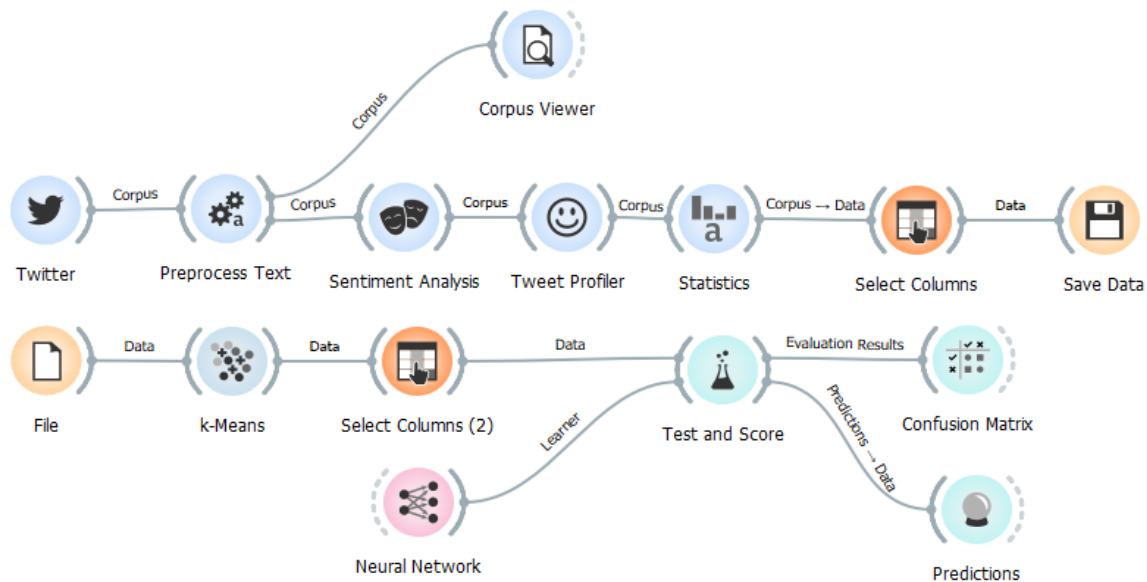 Corpus Viewer
Corpus
Corpus
Corpus
Corpus
Corpus
Corpus → Data
Data
Twitter
Preprocess Text
Sentiment Analysis
Tweet Profiler
Statistics
Select Columns
Save Data
Data
Data
Data
Evaluation Results
File
k-Means
Select Columns (2)
Learner
Test and Score
Predictions → Data
Confusion Matrix
Neural Network
Predictions
a
a